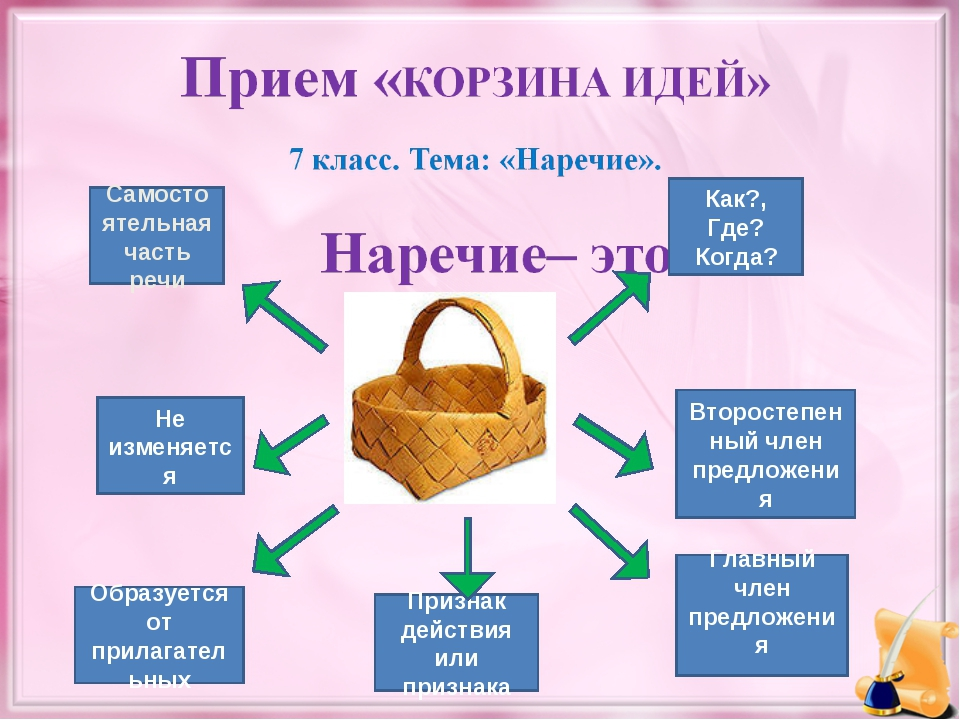 Прием «КОРЗИНА ИДЕЙ»
7 класс. Тема: «Наречие».
Самосто
ятельная
часть
речи
Как?,
Где?
Когда?
Наречие– это
Не
изменяетс
я
Второстепен
ный член
предложени
я
Образуется
от
прилагател
ьных
Признак
действия
или
признака
Главный
член
предложени
я